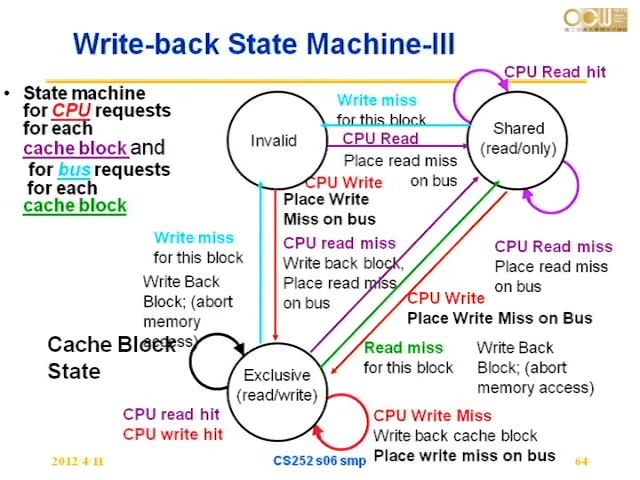 Write-back State Machine-III
• State machine
for CPU requests
for each
cache block and
for bus requests
for each
cache block
CPU Read hit
Write miss
for this block
Invalid
CPU Read
Shared
(read/only)
Place read miss
on bus
CPU Write
Place Write
Miss on bus
Write miss
for this block
Write Back
Block; (abort
memory
access)
CPU read miss
Write back block,
Place read miss
on bus
CPU Read miss
Place read miss
on bus
CPU Write
Place Write Miss on Bus
Cache Block
State
Read miss
for this block
Write Back
Block; (abort
memory access)
Exclusive
(read/write)
CPU read hit
CPU write hit
CPU Write Miss
Write back cache block
Place write miss on bus
2012/4/11
CS252 s06 smp
64